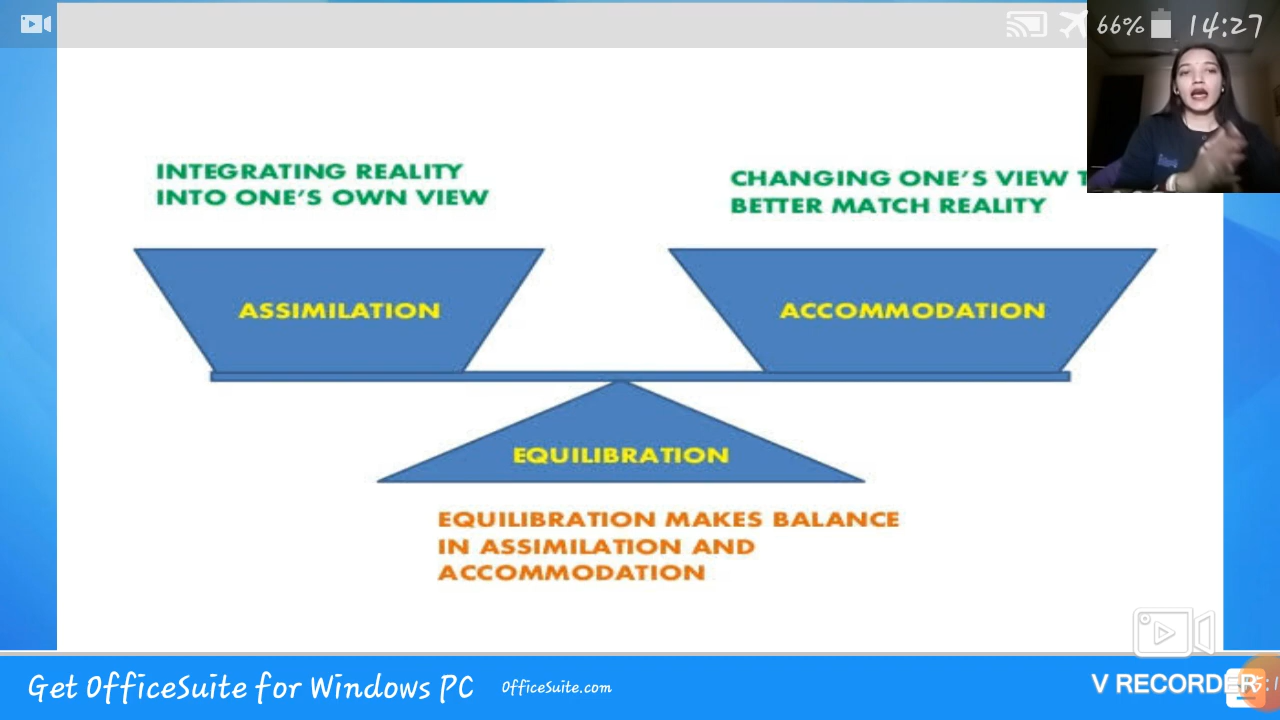 66% 14:27
INTEGRATING REALITY
INTO ONE'S OWN VIEW
CHANGING ONE'S VIEW
BETTER MATCH REALITY
ASSIMILATION
ACCOMMODATION
EQUILIBRATION
EQUILIBRATION MAKES BALANCE
IN ASSIMILATION AND
ACCOMMODATION
Get OfficeSuite for Windows PC OfficeSuite.com
V RECORDER